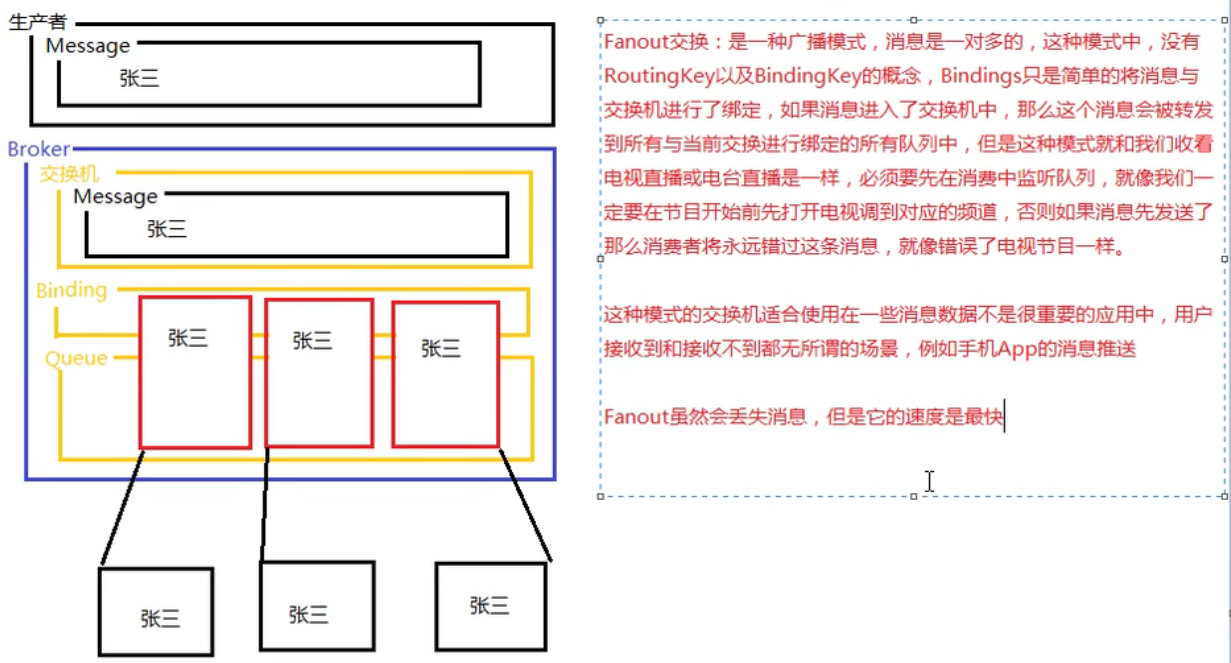 生产者
Message
张三
Broker
交换机
Message
张三
Binding
张三
张三
张三
Queue
张三
张三
张三
Fanout交换：是一种广播模式，消息是一对多的，这种模式中，没有
RoutingKey以及BindingKey的概念，Bindings只是简单的将消息与
交换机进行了绑定，如果消息进入了交换机中，那么这个消息会被转发
到所有与当前交换进行绑定的所有队列中，但是这种模式就和我们收看
电视直播或电台直播是一样，必须要先在消费中监听队列，就像我们一
定要在节目开始前先打开电视调到对应的频道，否则如果消息先发送了
那么消费者将永远错过这条消息，就像错误了电视节目一样。
这种模式的交换机适合使用在一些消息数据不是很重要的应用中，用户
接收到和接收不到都无所谓的场景，例如手机App的消息推送
Fanout虽然会丢失消息，但是它的速度是最快